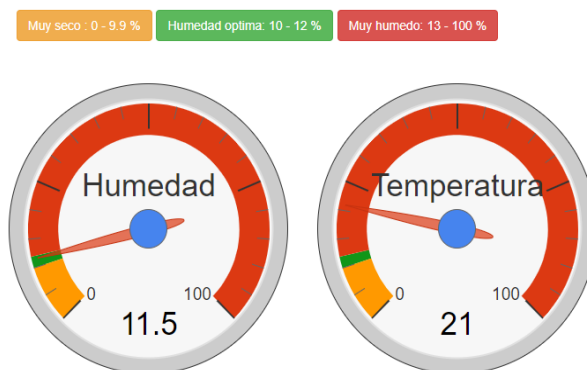 Muy seco : 0 - 9.9 %
Humedad optima: 10 - 12 %
Muy humedo: 13 - 100 %
Humedad
0
100
11.5
Temperatura
0
100
21